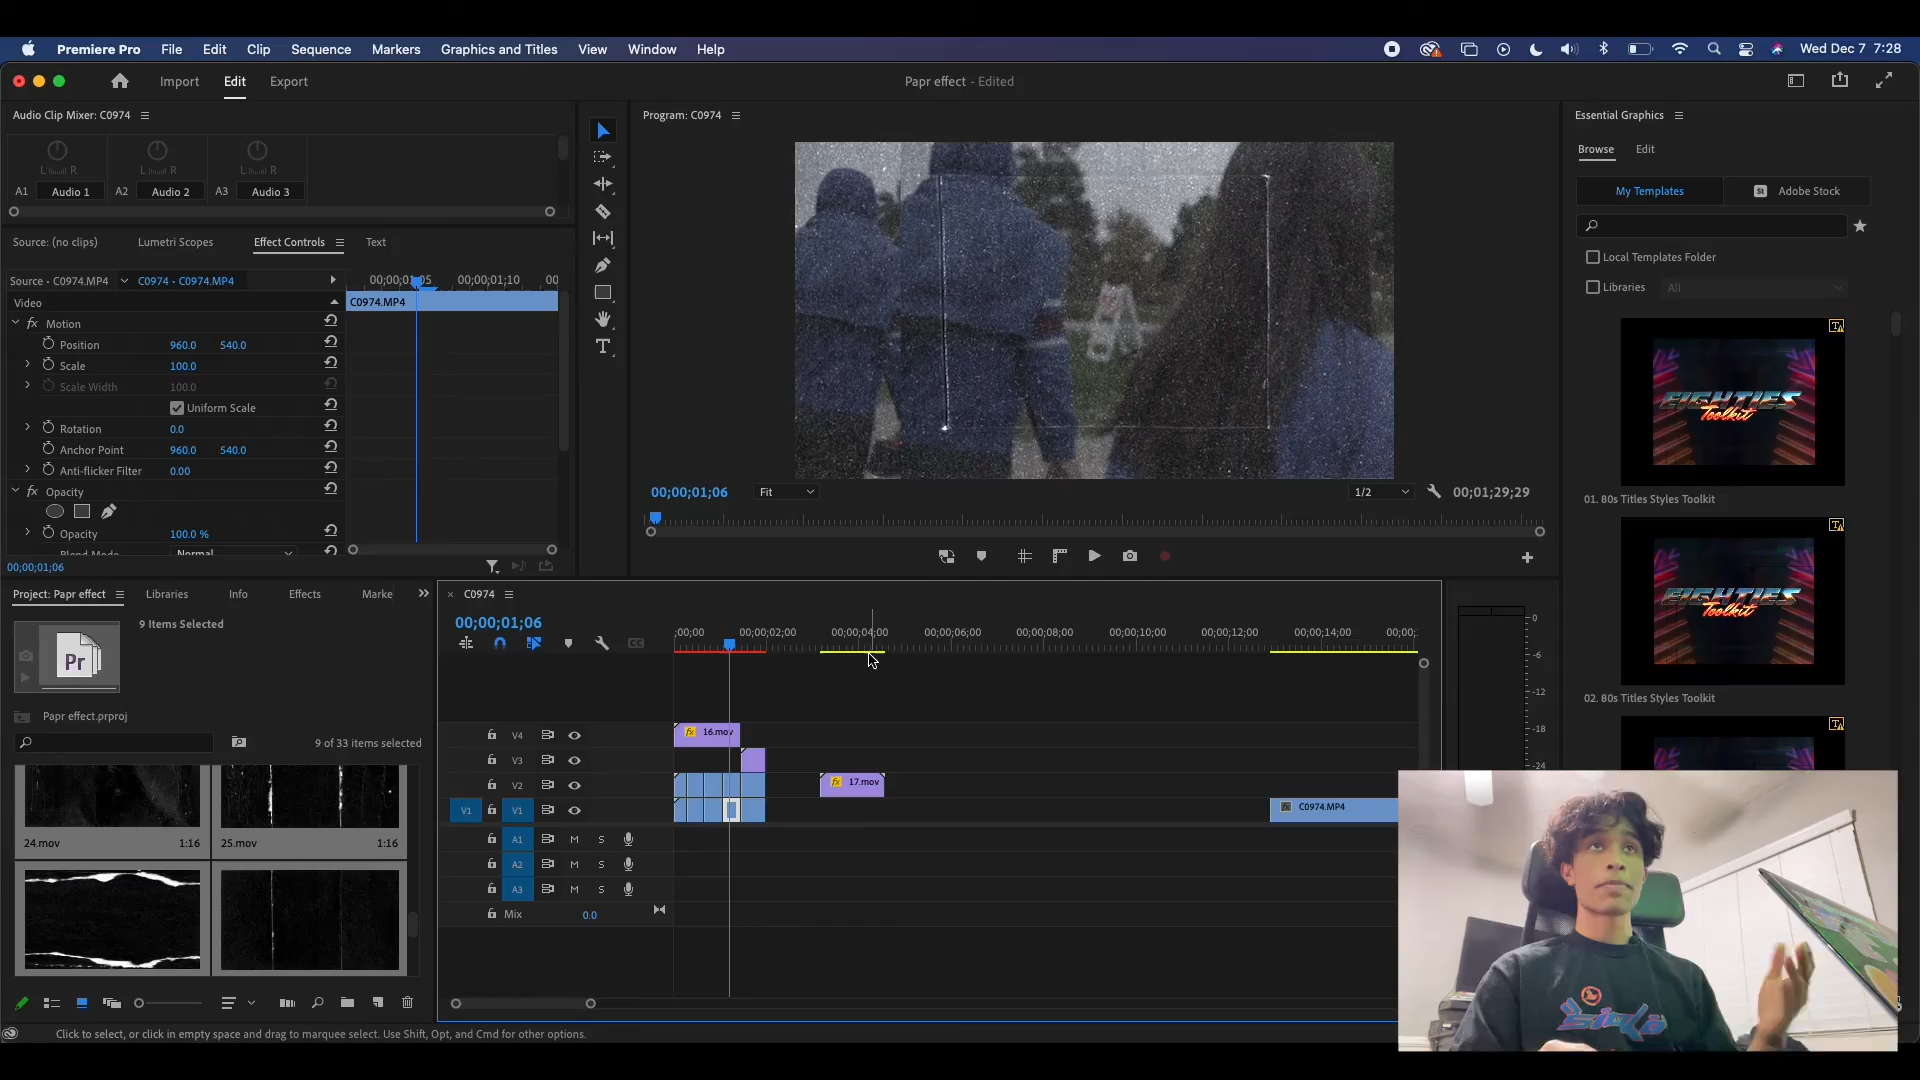 Premiere Pro File Edit Clip Sequence Markers Graphics and Titles View Window Help Wed Dec 7 7:28
Import Edit Export Papr effect - Edited
Audio Clip Mixer: C0974
L R L R L R
A1 Audio 1 A2 Audio 2 A3 Audio 3
Source: (no clips) Lumetri Scopes Effect Controls Text
Source • C0974.MP4 C0974 • C0974.MP4 00;00;01;05 00;00;01;10 00
Video C0974.MP4
fx Motion
Position 960.0 540.0
Scale 100.0
Scale Width 100.0
Uniform Scale
Rotation 0.0
Anchor Point 960.0 540.0
Anti-flicker Filter 0.00
fx Opacity
Opacity 100.0 %
Blend Mode Normal
00;00;01;06
Program: C0974
00;00;01;06 Fit 1/2 00;01;29;29
Essential Graphics
Browse Edit
My Templates St Adobe Stock
Local Templates Folder
Libraries All
EIGHTIES
Toolkit
01. 80s Titles Styles Toolkit
EIGHTIES
Toolkit
02. 80s Titles Styles Toolkit
Project: Papr effect Libraries Info Effects Marke
9 Items Selected
Pr
Papr effect.prproj
9 of 33 items selected
24.mov 1:16 25.mov 1:16
C0974
00;00;01;06
;00;00 00;00;02;00 00;00;04;00 00;00;06;00 00;00;08;00 00;00;10;00 00;00;12;00 00;00;14;00 00;00;
V4 fx 16.mov
V3
V2 fx 17.mov
V1 V1 fx C0974.MP4
A1 M S
A2 M S
A3 M S
Mix 0.0
0
-6
-12
-18
-24
Click to select, or click in empty space and drag to marquee select. Use Shift, Opt, and Cmd for other options.